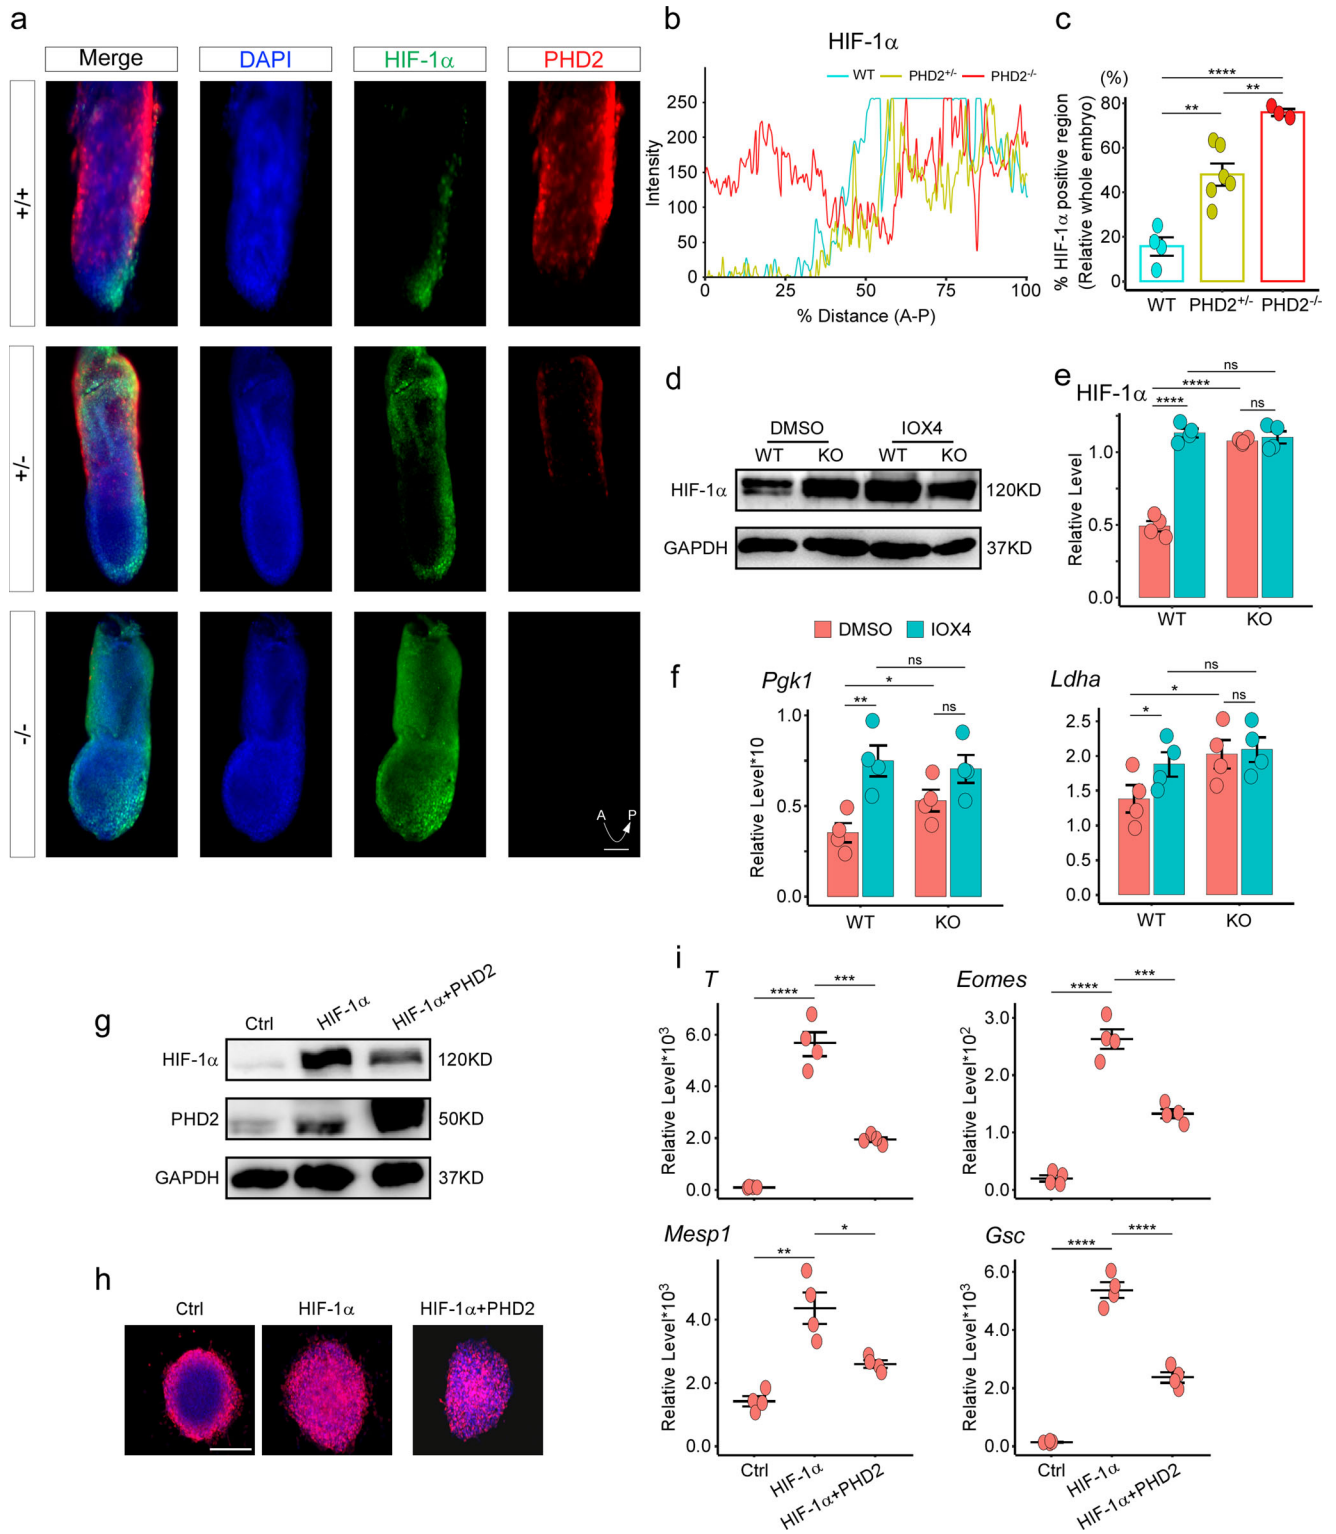 a
Merge
DAPI
HIF-1α
PHD2
+/+
+/-
-/-
A P
b
HIF-1α
WT PHD2+/- PHD2-/-
Intensity
250
200
150
100
50
0
0 25 50 75 100
% Distance (A-P)
c
(%)
% HIF-1α positive region
(Relative whole embryo)
****
** **
80
60
40
20
0
WT PHD2+/- PHD2-/-
d
DMSO IOX4
WT KO WT KO
HIF-1α 120KD
GAPDH 37KD
e
HIF-1α
ns
****
**** ns
Relative Level
1.0
0.5
0.0
WT KO
DMSO IOX4
f
Pgk1
ns
*
** ns
Relative Level*10
1.0
0.5
0.0
WT KO
Ldha
ns
*
* ns
2.5
2.0
1.5
1.0
0.5
0.0
WT KO
g
Ctrl HIF-1α HIF-1α+PHD2
HIF-1α 120KD
PHD2 50KD
GAPDH 37KD
h
Ctrl HIF-1α HIF-1α+PHD2
i
T
**** ***
Relative Level*103
6.0
4.0
2.0
0.0
Eomes
**** ***
Relative Level*102
3.0
2.0
1.0
0.0
Mesp1
** *
Relative Level*103
4.0
2.0
0.0
Ctrl HIF-1α HIF-1α+PHD2
Gsc
**** ****
Relative Level*103
6.0
4.0
2.0
0.0
Ctrl HIF-1α HIF-1α+PHD2